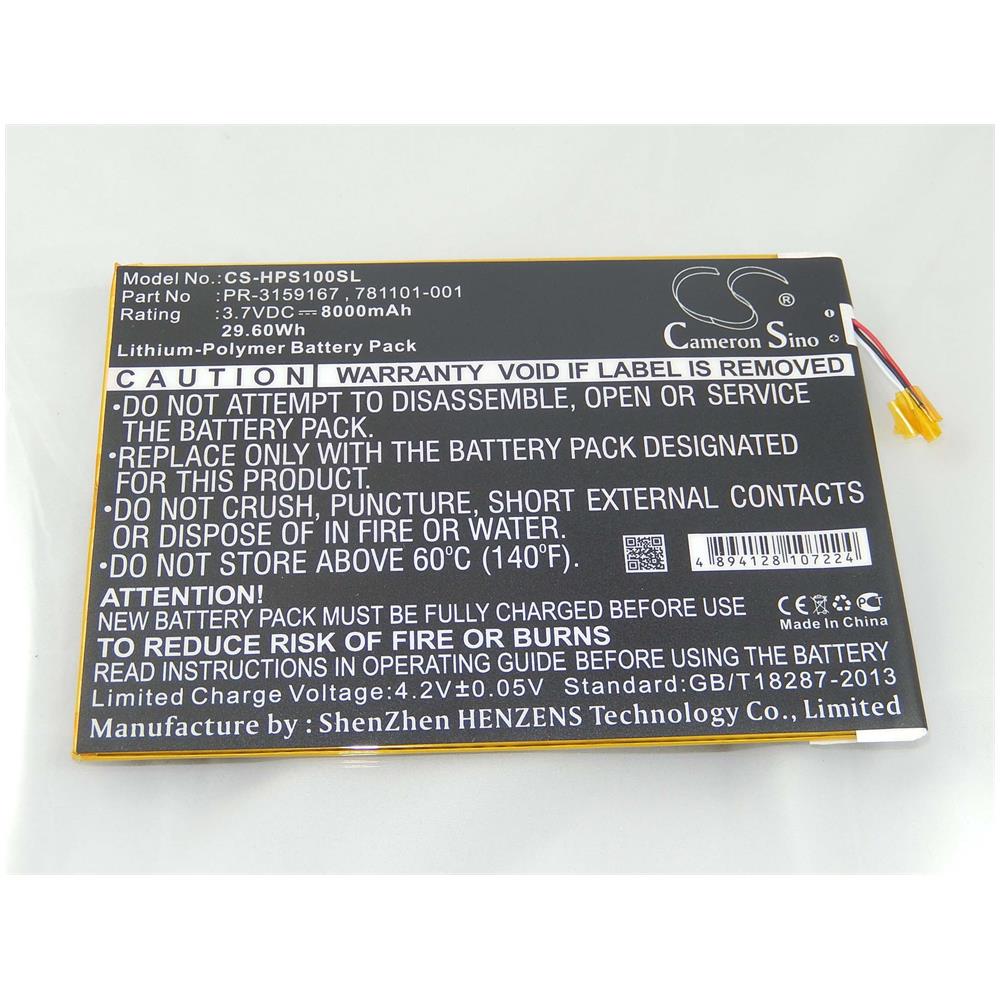 Model No.: CS-HPS100SL
Part No : PR-3159167 , 781101-001
Rating : 3.7VDC ⎓ 8000mAh
29.60Wh
Lithium-Polymer Battery Pack
CS
®
Cameron Sino
CAUTION
WARRANTY VOID IF LABEL IS REMOVED
•DO NOT ATTEMPT TO DISASSEMBLE, OPEN OR SERVICE
THE BATTERY PACK.
•REPLACE ONLY WITH THE BATTERY PACK DESIGNATED
FOR THIS PRODUCT.
•DO NOT CRUSH, PUNCTURE, SHORT EXTERNAL CONTACTS
OR DISPOSE OF IN FIRE OR WATER.
•DO NOT STORE ABOVE 60ºC (140ºF).
4 894128 107224
ATTENTION!
NEW BATTERY PACK MUST BE FULLY CHARGED BEFORE USE
CE
Made In China
TO REDUCE RISK OF FIRE OR BURNS
READ INSTRUCTIONS IN OPERATING GUIDE BEFORE USING THE BATTERY
Limited Charge Voltage:4.2V±0.05V Standard:GB/T18287-2013
Manufacture by : ShenZhen HENZENS Technology Co., Limited